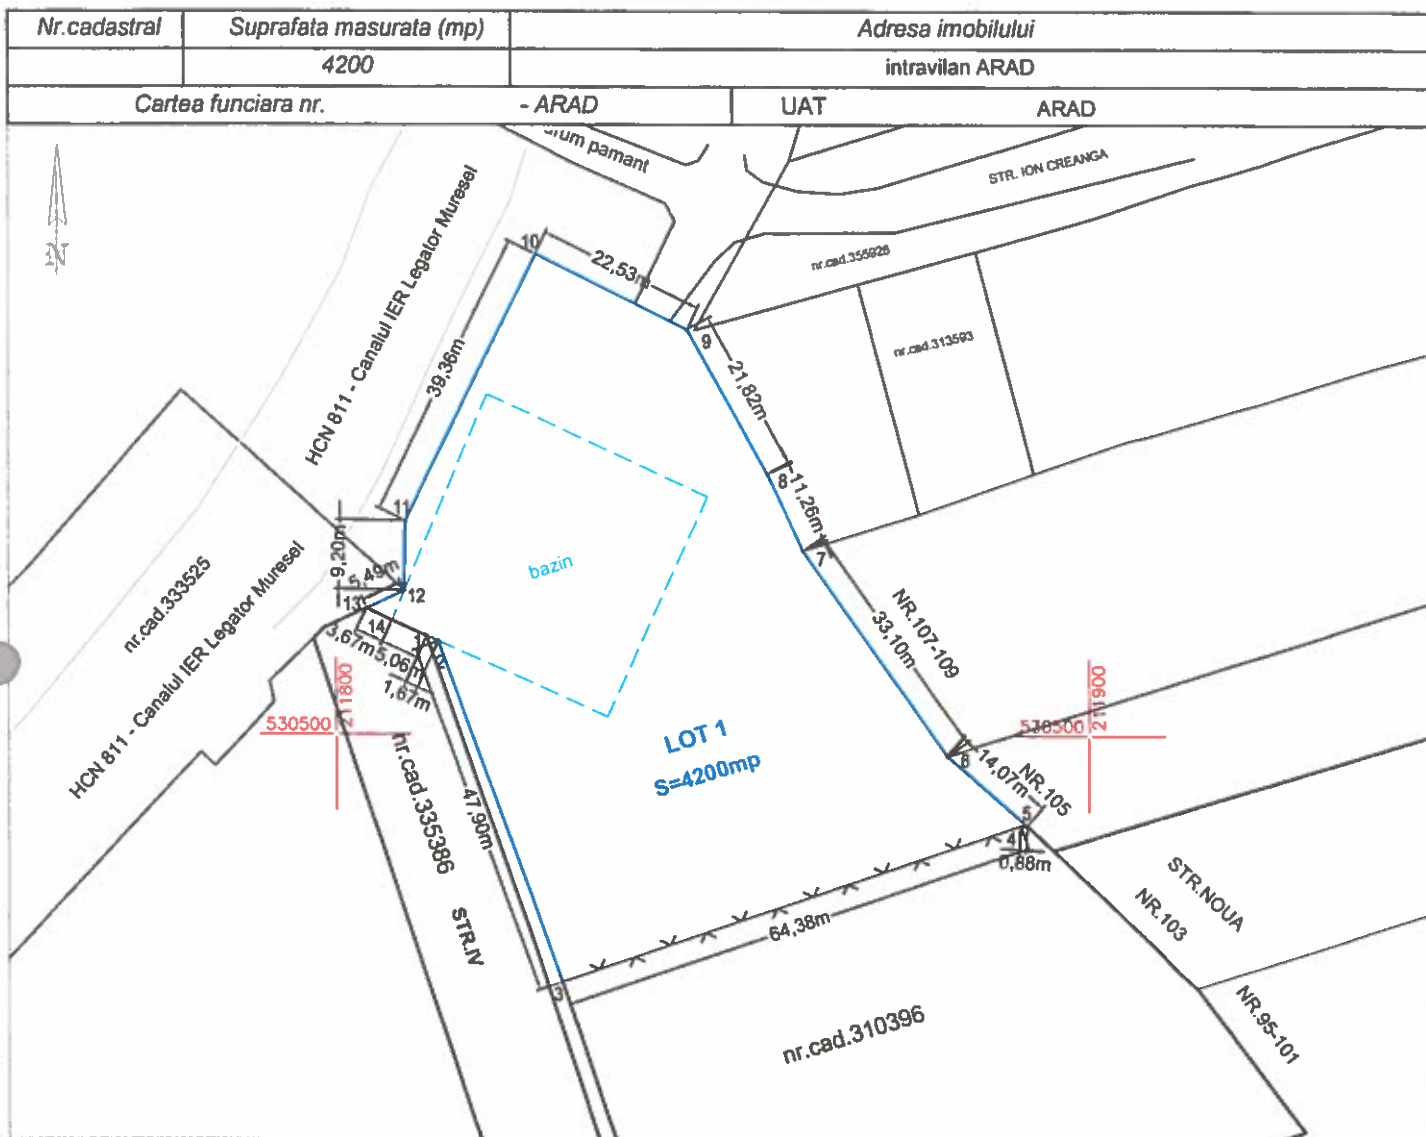 Nr.cadastral Suprafata masurata (mp) Adresa imobilului
4200 intravilan ARAD
Cartea funciara nr. - ARAD UAT ARAD
pamant
STR. ION CREANGA
HCN 811 - Canalul IER Legator Muresel
N
10
22,53m
nr.cad.355928
9
nr.cad.313593
39,36m
21,82m
8
11,26m
11
7
9,20m
5,49m
bazin
12
13
nr.cad.333525
HCN 811 - Canalul IER Legator Muresel
14
3,67m
5,06m
1,67m
NR.107-109
33,10m
211800
530500
211900
530500
LOT 1
S=4200mp
6
14,07m
NR.105
nr.cad.335386
47,90m
5
4
0,88m
STR.NOUA
NR.103
STR.IV
64,38m
3
nr.cad.310396
NR.95-101